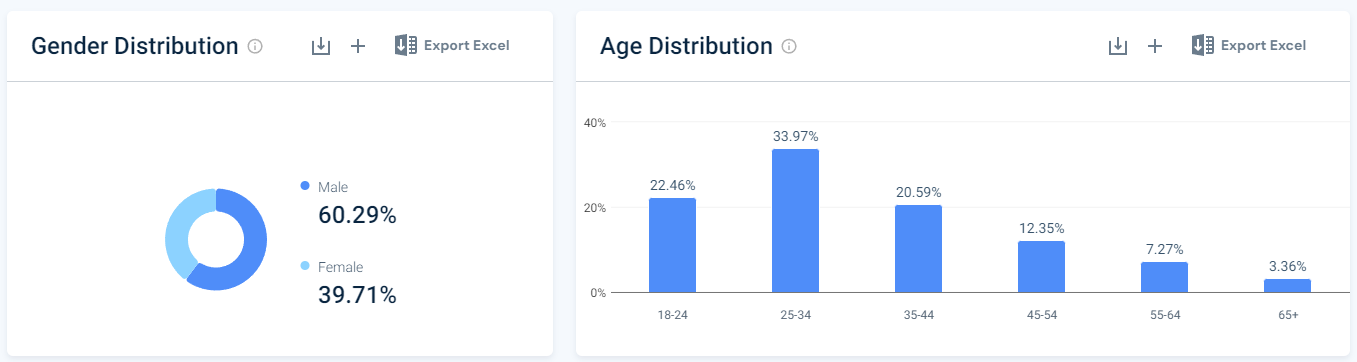 Gender Distribution
Export Excel
Male
60.29%
Female
39.71%
Age Distribution
Export Excel
40%
20%
0%
22.46%
33.97%
20.59%
12.35%
7.27%
3.36%
18-24
25-34
35-44
45-54
55-64
65+